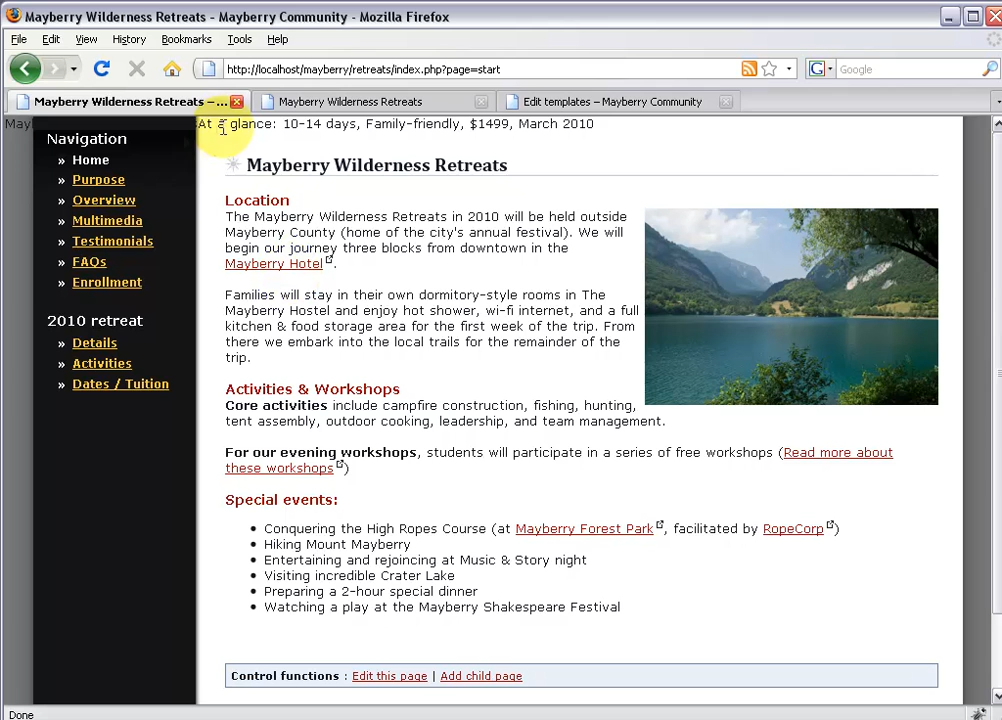 Mayberry Wilderness Retreats - Mayberry Community - Mozilla Firefox
File Edit View History Bookmarks Tools Help
http://localhost/mayberry/retreats/index.php?page=start
Google
Mayberry Wilderness Retreats –... Mayberry Wilderness Retreats Edit templates – Mayberry Community
At a glance: 10-14 days, Family-friendly, $1499, March 2010
Navigation
» Home
» Purpose
» Overview
» Multimedia
» Testimonials
» FAQs
» Enrollment
2010 retreat
» Details
» Activities
» Dates / Tuition
Mayberry Wilderness Retreats
Location
The Mayberry Wilderness Retreats in 2010 will be held outside
Mayberry County (home of the city's annual festival). We will
begin our journey three blocks from downtown in the
Mayberry Hotel.
Families will stay in their own dormitory-style rooms in The
Mayberry Hostel and enjoy hot shower, wi-fi internet, and a full
kitchen & food storage area for the first week of the trip. From
there we embark into the local trails for the remainder of the
trip.
Activities & Workshops
Core activities include campfire construction, fishing, hunting,
tent assembly, outdoor cooking, leadership, and team management.
For our evening workshops, students will participate in a series of free workshops (Read more about
these workshops)
Special events:
• Conquering the High Ropes Course (at Mayberry Forest Park, facilitated by RopeCorp)
• Hiking Mount Mayberry
• Entertaining and rejoicing at Music & Story night
• Visiting incredible Crater Lake
• Preparing a 2-hour special dinner
• Watching a play at the Mayberry Shakespeare Festival
Control functions : Edit this page | Add child page
Done